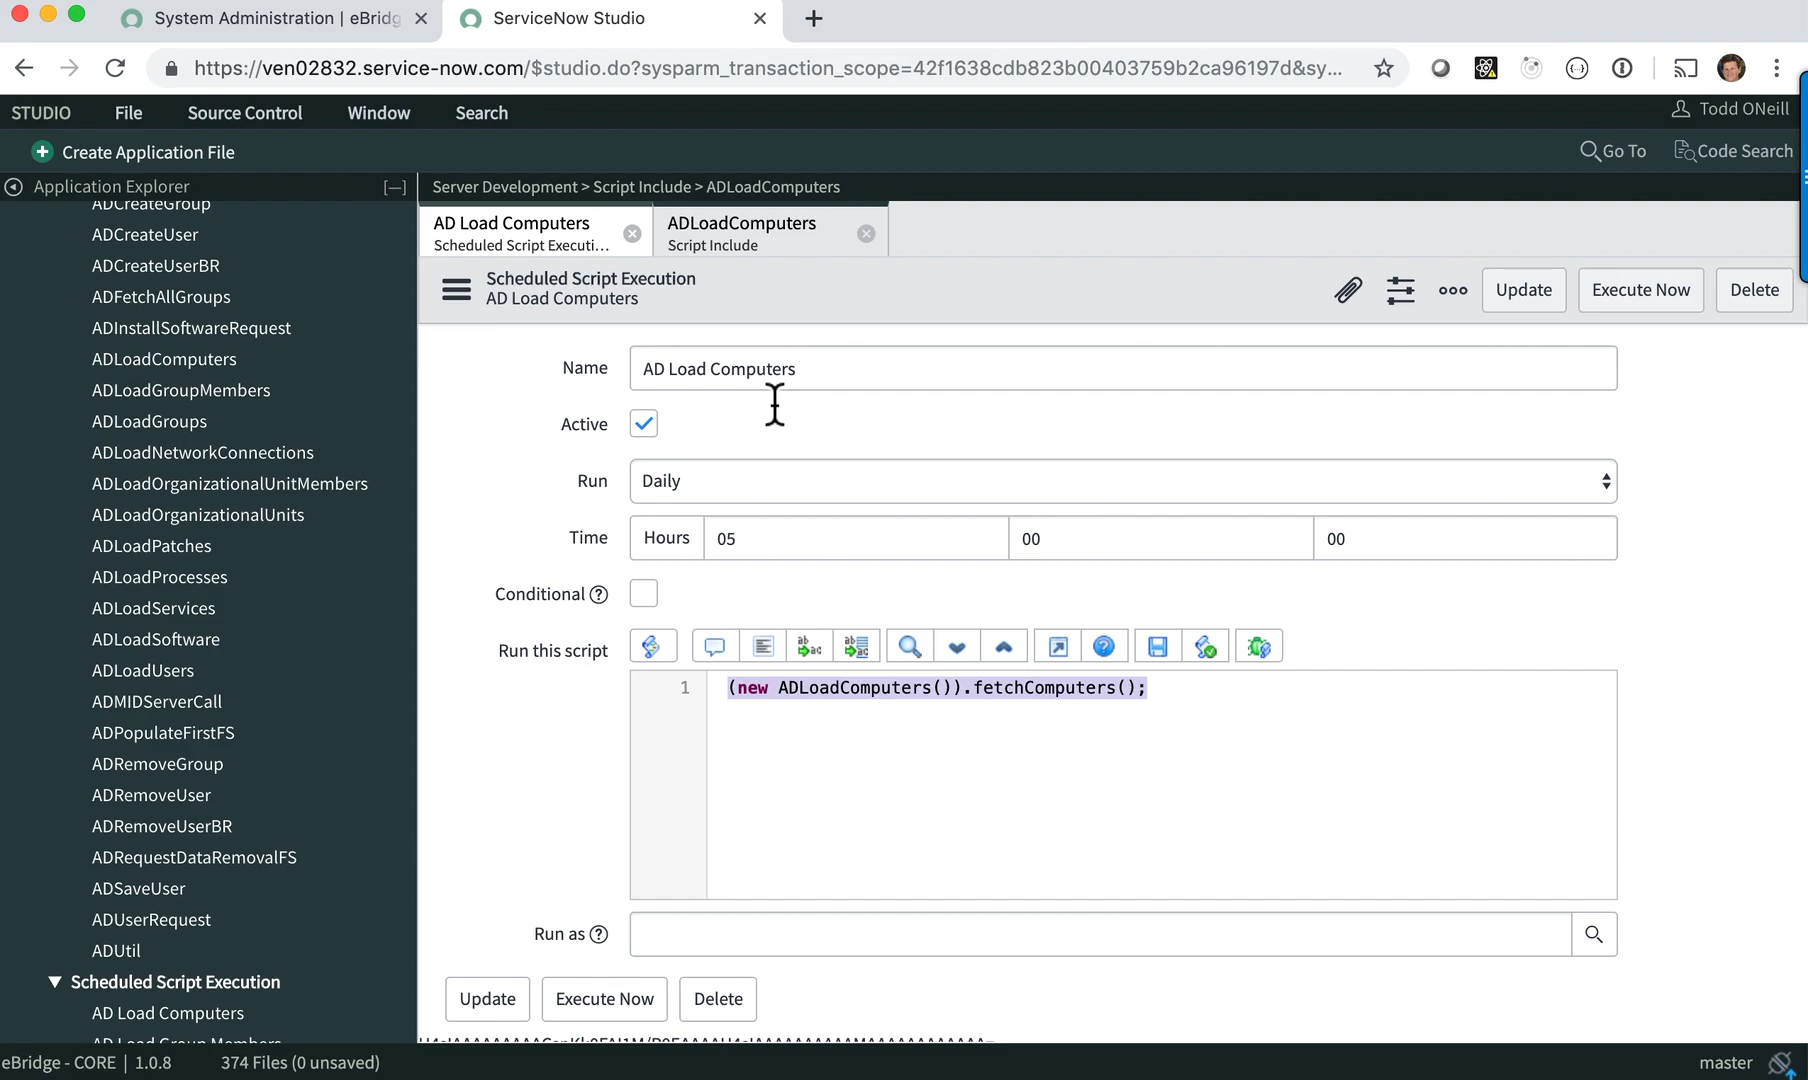 System Administration | eBridg
ServiceNow Studio
https://ven02832.service-now.com/$studio.do?sysparm_transaction_scope=42f1638cdb823b00403759b2ca96197d&sy...
STUDIO File Source Control Window Search Todd ONeill
Create Application File Go To Code Search
Application Explorer [—] Server Development > Script Include > ADLoadComputers
ADCreateGroup
ADCreateUser
ADCreateUserBR
ADFetchAllGroups
ADInstallSoftwareRequest
ADLoadComputers
ADLoadGroupMembers
ADLoadGroups
ADLoadNetworkConnections
ADLoadOrganizationalUnitMembers
ADLoadOrganizationalUnits
ADLoadPatches
ADLoadProcesses
ADLoadServices
ADLoadSoftware
ADLoadUsers
ADMIDServerCall
ADPopulateFirstFS
ADRemoveGroup
ADRemoveUser
ADRemoveUserBR
ADRequestDataRemovalFS
ADSaveUser
ADUserRequest
ADUtil
Scheduled Script Execution
AD Load Computers
AD Load Group Members
AD Load Computers
Scheduled Script Executi...
ADLoadComputers
Script Include
Scheduled Script Execution
AD Load Computers
Update Execute Now Delete
Name AD Load Computers
Active
Run Daily
Time Hours 05 00 00
Conditional
Run this script
1 (new ADLoadComputers()).fetchComputers();
Run as
Update Execute Now Delete
eBridge - CORE | 1.0.8 374 Files (0 unsaved) master